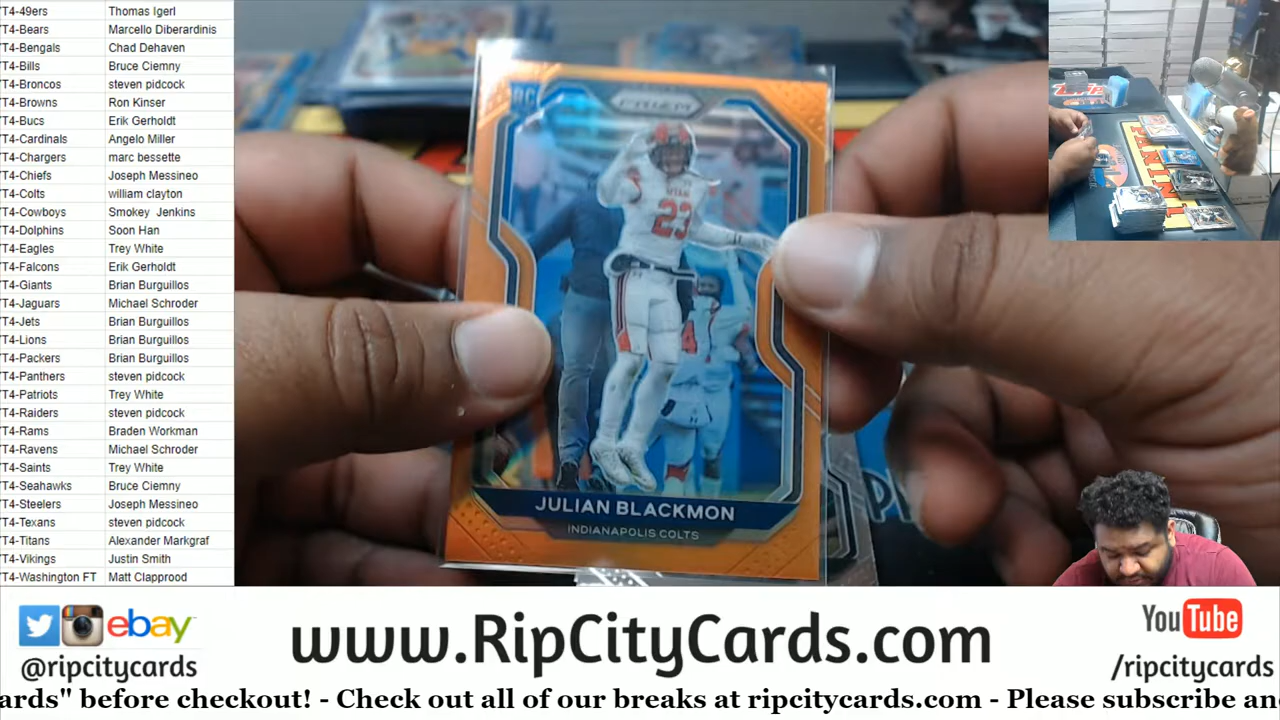 T4-49ers Thomas Igerl
T4-Bears Marcello Diberardinis
T4-Bengals Chad Dehaven
T4-Bills Bruce Ciemny
T4-Broncos steven pidcock
T4-Browns Ron Kinser
T4-Bucs Erik Gerholdt
T4-Cardinals Angelo Miller
T4-Chargers marc bessette
T4-Chiefs Joseph Messineo
T4-Colts william clayton
T4-Cowboys Smokey Jenkins
T4-Dolphins Soon Han
T4-Eagles Trey White
T4-Falcons Erik Gerholdt
T4-Giants Brian Burguillos
T4-Jaguars Michael Schroder
T4-Jets Brian Burguillos
T4-Lions Brian Burguillos
T4-Packers Brian Burguillos
T4-Panthers steven pidcock
T4-Patriots Trey White
T4-Raiders steven pidcock
T4-Rams Braden Workman
T4-Ravens Michael Schroder
T4-Saints Trey White
T4-Seahawks Bruce Ciemny
T4-Steelers Joseph Messineo
T4-Texans steven pidcock
T4-Titans Alexander Markgraf
T4-Vikings Justin Smith
T4-Washington FT Matt Clapprood
RC
PRIZM
UTAH
23
JULIAN BLACKMON
INDIANAPOLIS COLTS
PANINI
ebay
@ripcitycards
www.RipCityCards.com
YouTube
/ripcitycards
ards" before checkout! - Check out all of our breaks at ripcitycards.com - Please subscribe an